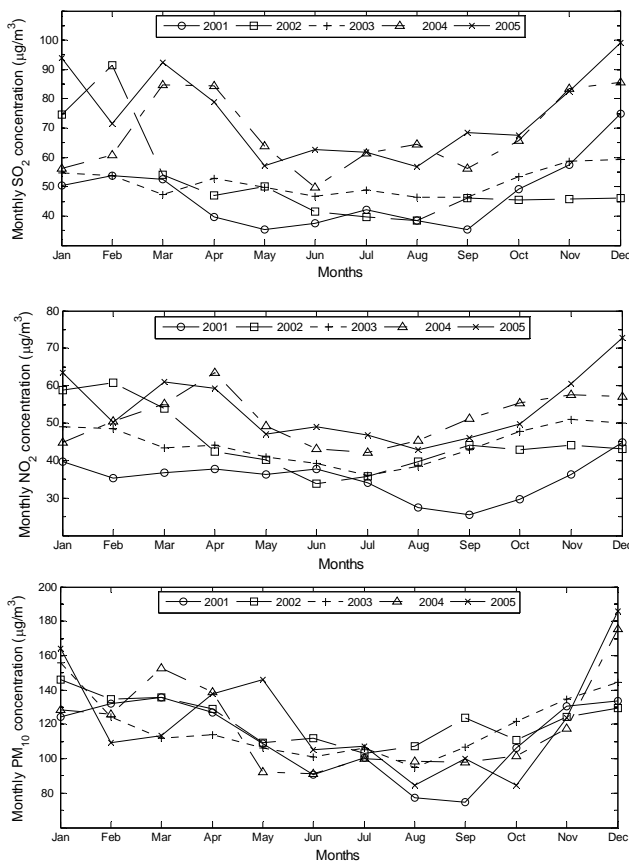 Monthly SO2 concentration (μg/m3)
100
90
80
70
60
50
40
2001 2002 2003 2004 2005
Jan Feb Mar Apr May Jun Jul Aug Sep Oct Nov Dec
Months
Monthly NO2 concentration (μg/m3)
80
70
60
50
40
30
20
2001 2002 2003 2004 2005
Jan Feb Mar Apr May Jun Jul Aug Sep Oct Nov Dec
Months
Monthly PM10 concentration (μg/m3)
200
180
160
140
120
100
80
60
2001 2002 2003 2004 2005
Jan Feb Mar Apr May Jun Jul Aug Sep Oct Nov Dec
Months